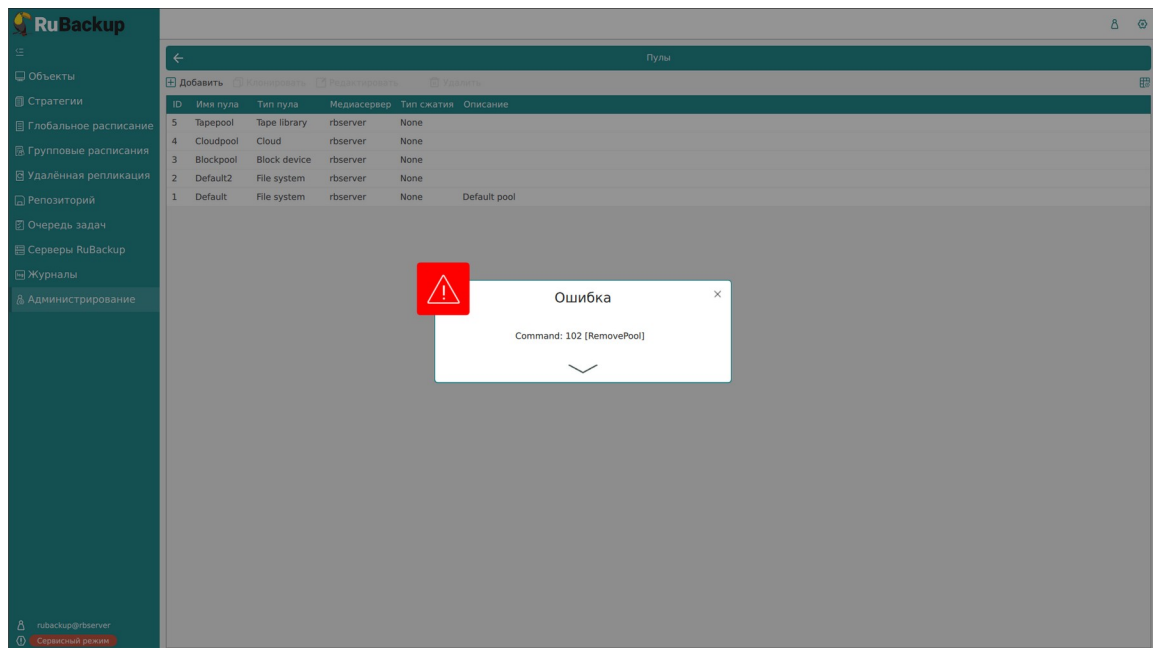 RuBackup
Объекты
Стратегии
Глобальное расписание
Групповые расписания
Удалённая репликация
Репозиторий
Очередь задач
Серверы RuBackup
Журналы
Администрирование
rubackup@rbserver
Сервисный режим
Пулы
Добавить Клонировать Редактировать Удалить
ID Имя пула Тип пула Медиасервер Тип сжатия Описание
5 Tapepool Tape library rbserver None
4 Cloudpool Cloud rbserver None
3 Blockpool Block device rbserver None
2 Default2 File system rbserver None
1 Default File system rbserver None Default pool
Ошибка
Command: 102 [RemovePool]